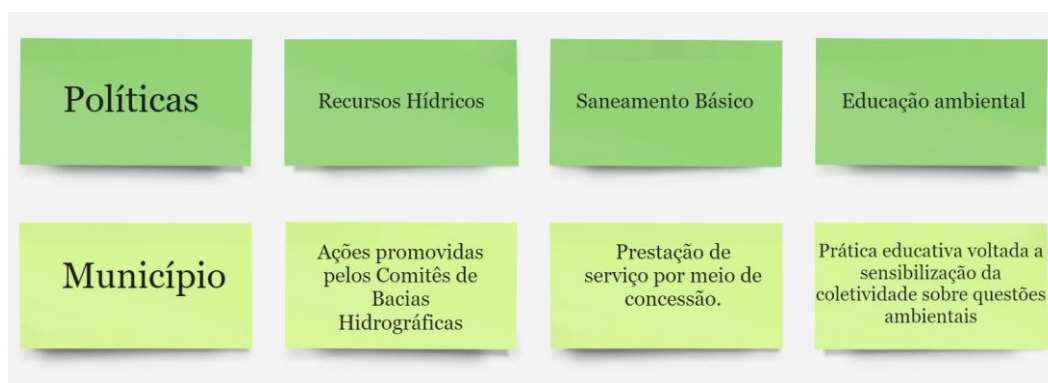 Políticas
Recursos Hídricos
Saneamento Básico
Educação ambiental
Município
Ações promovidas
pelos Comitês de
Bacias
Hidrográficas
Prestação de
serviço por meio de
concessão.
Prática educativa voltada a
sensibilização da
coletividade sobre questões
ambientais